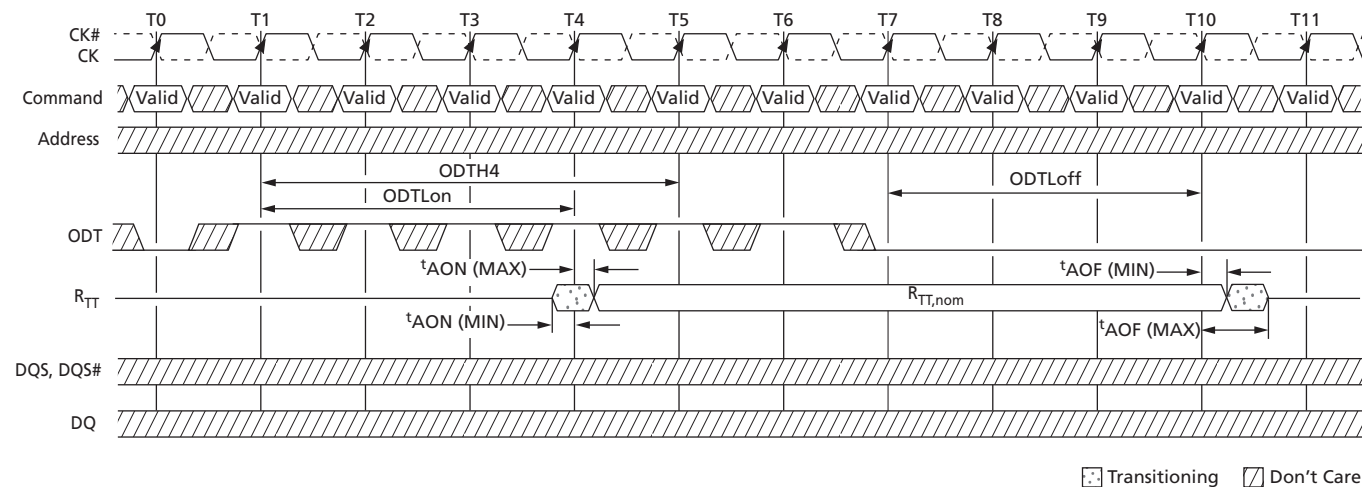 T0 T1 T2 T3 T4 T5 T6 T7 T8 T9 T10 T11
CK#
CK
Command Valid Valid Valid Valid Valid Valid Valid Valid Valid Valid Valid Valid
Address
ODTH4
ODTLon
ODTLoff
ODT
tAON (MAX)
tAOF (MIN)
RTT
RTT,nom
tAON (MIN)
tAOF (MAX)
DQS, DQS#
DQ
Transitioning Don't Care